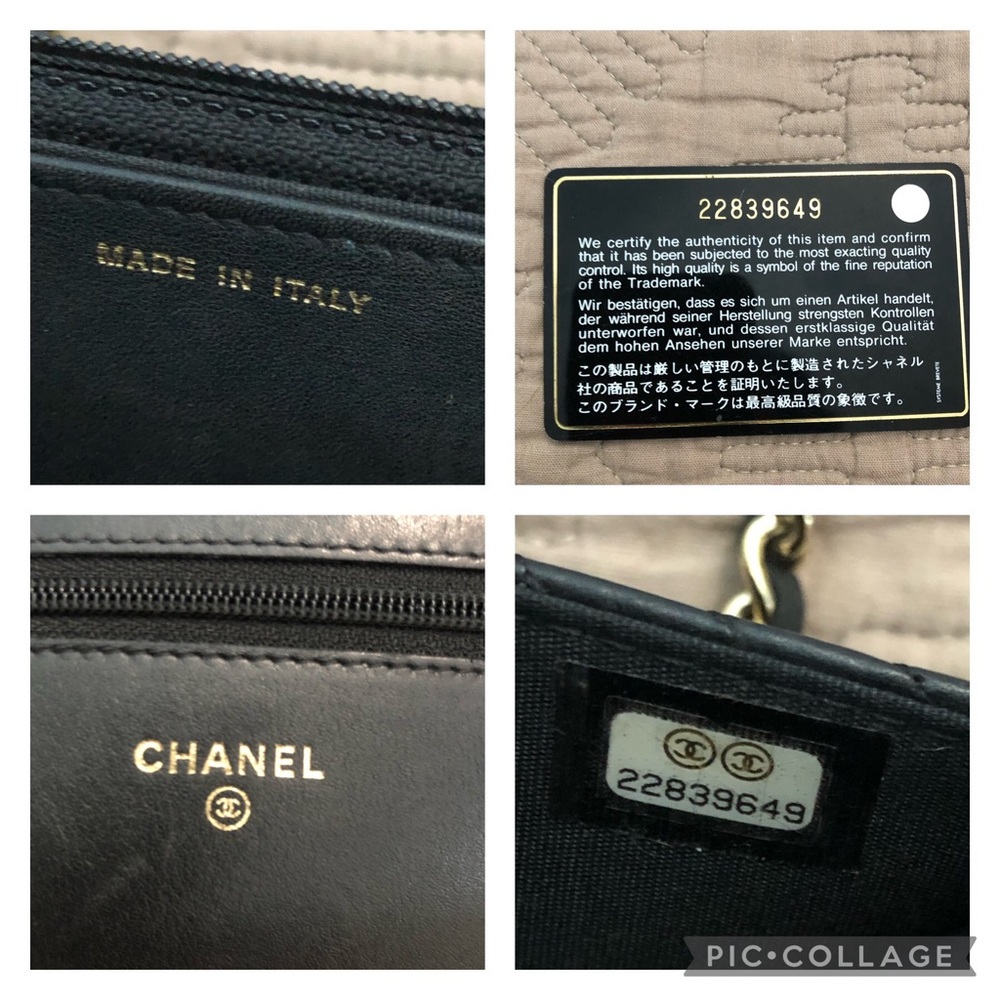 MADE IN ITALY
22839649
We certify the authenticity of this item and confirm
that it has been subjected to the most exacting quality
control. Its high quality is a symbol of the fine reputation
of the Trademark.
Wir bestätigen, dass es sich um einen Artikel handelt,
der während seiner Herstellung strengsten Kontrollen
unterworfen war, und dessen erstklassige Qualität
dem hohen Ansehen unserer Marke entspricht.
この製品は厳しい管理のもとに製造されたシャネル
社の商品であることを証明いたします。
このブランド・マークは最高級品質の象徴です。
SYSTEME BREVETE
CHANEL
22839649
PIC•COLLAGE